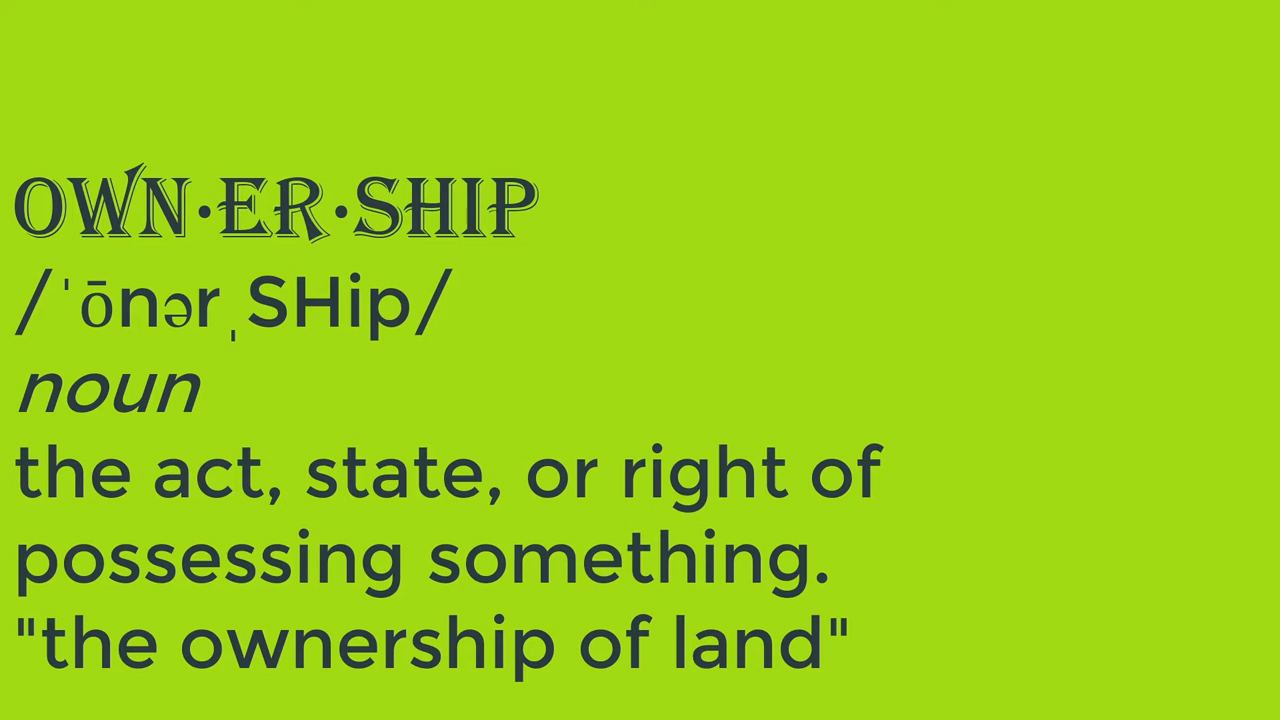 OWN·ER·SHIP
/ˈōnərˌSHip/
noun
the act, state, or right of
possessing something.
"the ownership of land"